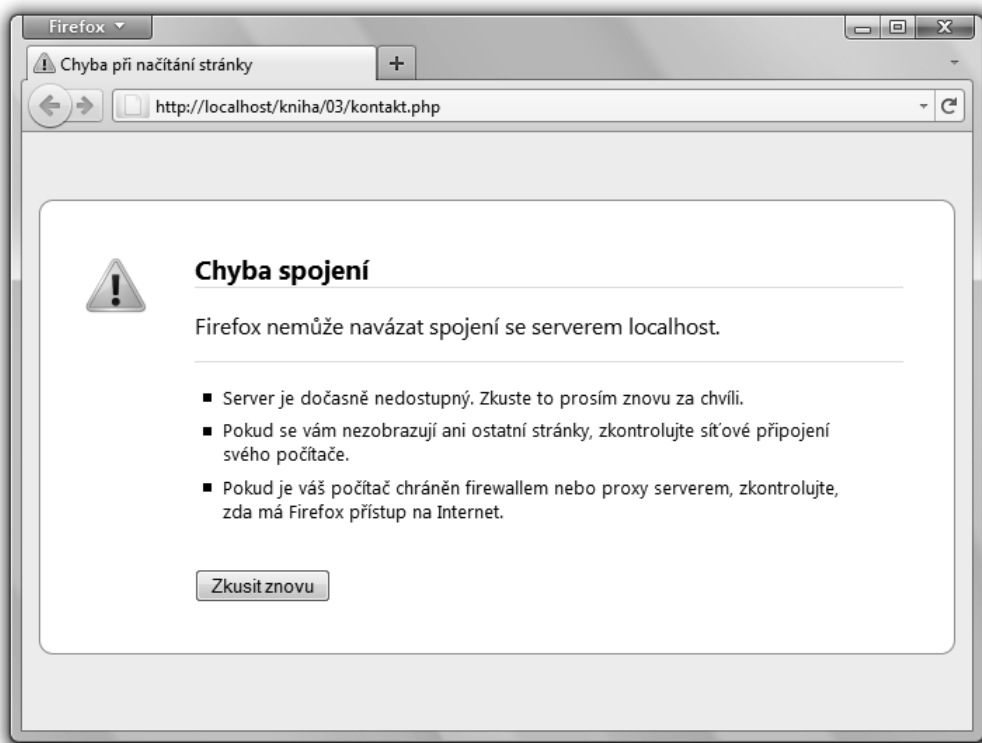 Firefox
Chyba při načítání stránky
http://localhost/kniha/03/kontakt.php
Chyba spojení
Firefox nemůže navázat spojení se serverem localhost.
Server je dočasně nedostupný. Zkuste to prosím znovu za chvíli.
Pokud se vám nezobrazují ani ostatní stránky, zkontrolujte síťové připojení
svého počítače.
Pokud je váš počítač chráněn firewallem nebo proxy serverem, zkontrolujte,
zda má Firefox přístup na Internet.
Zkusit znovu